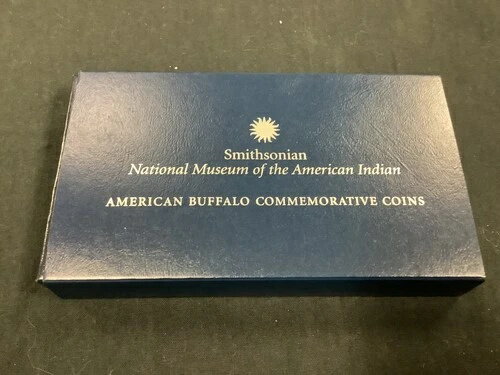 Smithsonian
National Museum of the American Indian
AMERICAN BUFFALO COMMEMORATIVE COINS